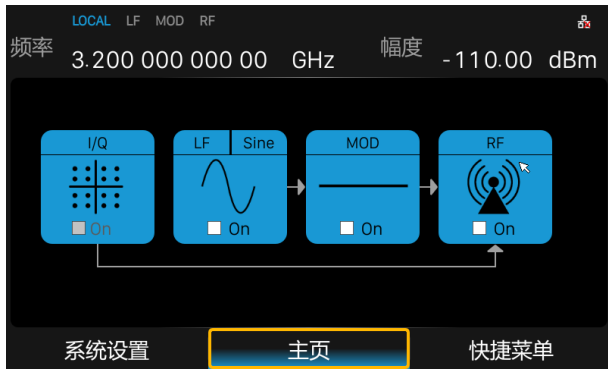 LOCAL LF MOD RF
频率 3.200 000 000 00 GHz 幅度 -110.00 dBm
I/Q LF Sine MOD RF
On On On On
系统设置 主页 快捷菜单